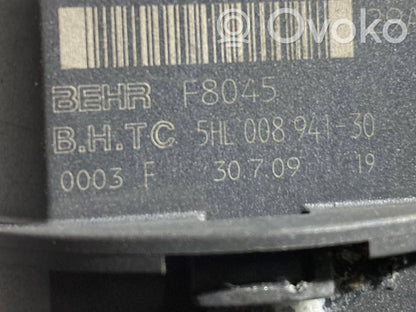 Ovoko
BEHR F8045
B.H.TC 5HL 008 941-30
0003 F 30.7.09 19